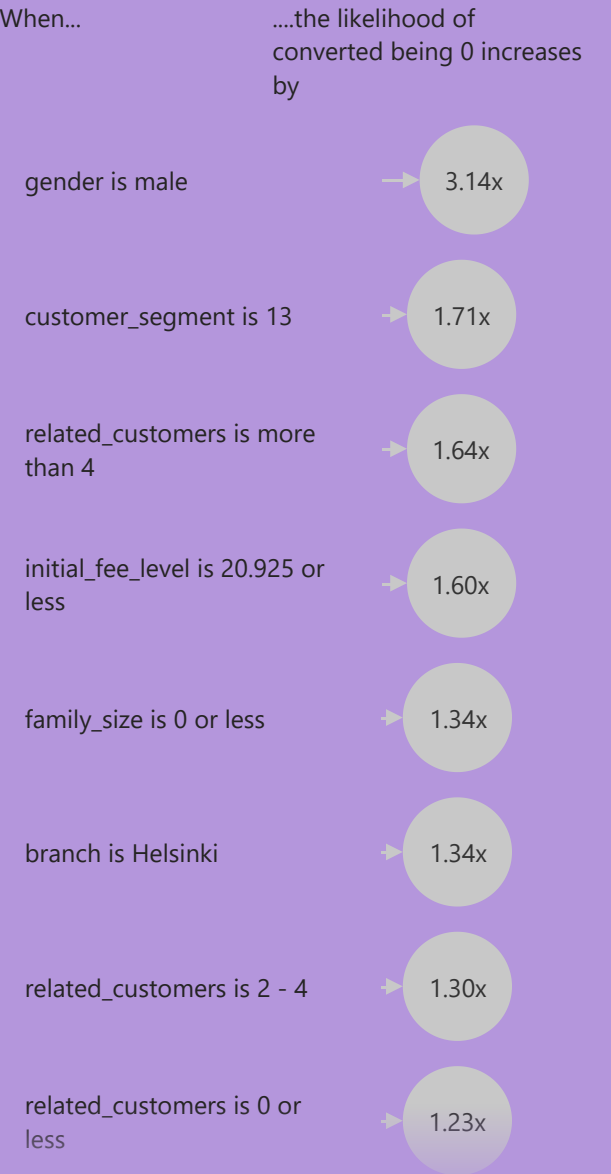 When...
....the likelihood of
converted being 0 increases
by
gender is male
3.14x
customer_segment is 13
1.71x
related_customers is more
than 4
1.64x
initial_fee_level is 20.925 or
less
1.60x
family_size is 0 or less
1.34x
branch is Helsinki
1.34x
related_customers is 2 - 4
1.30x
related_customers is 0 or
less
1.23x